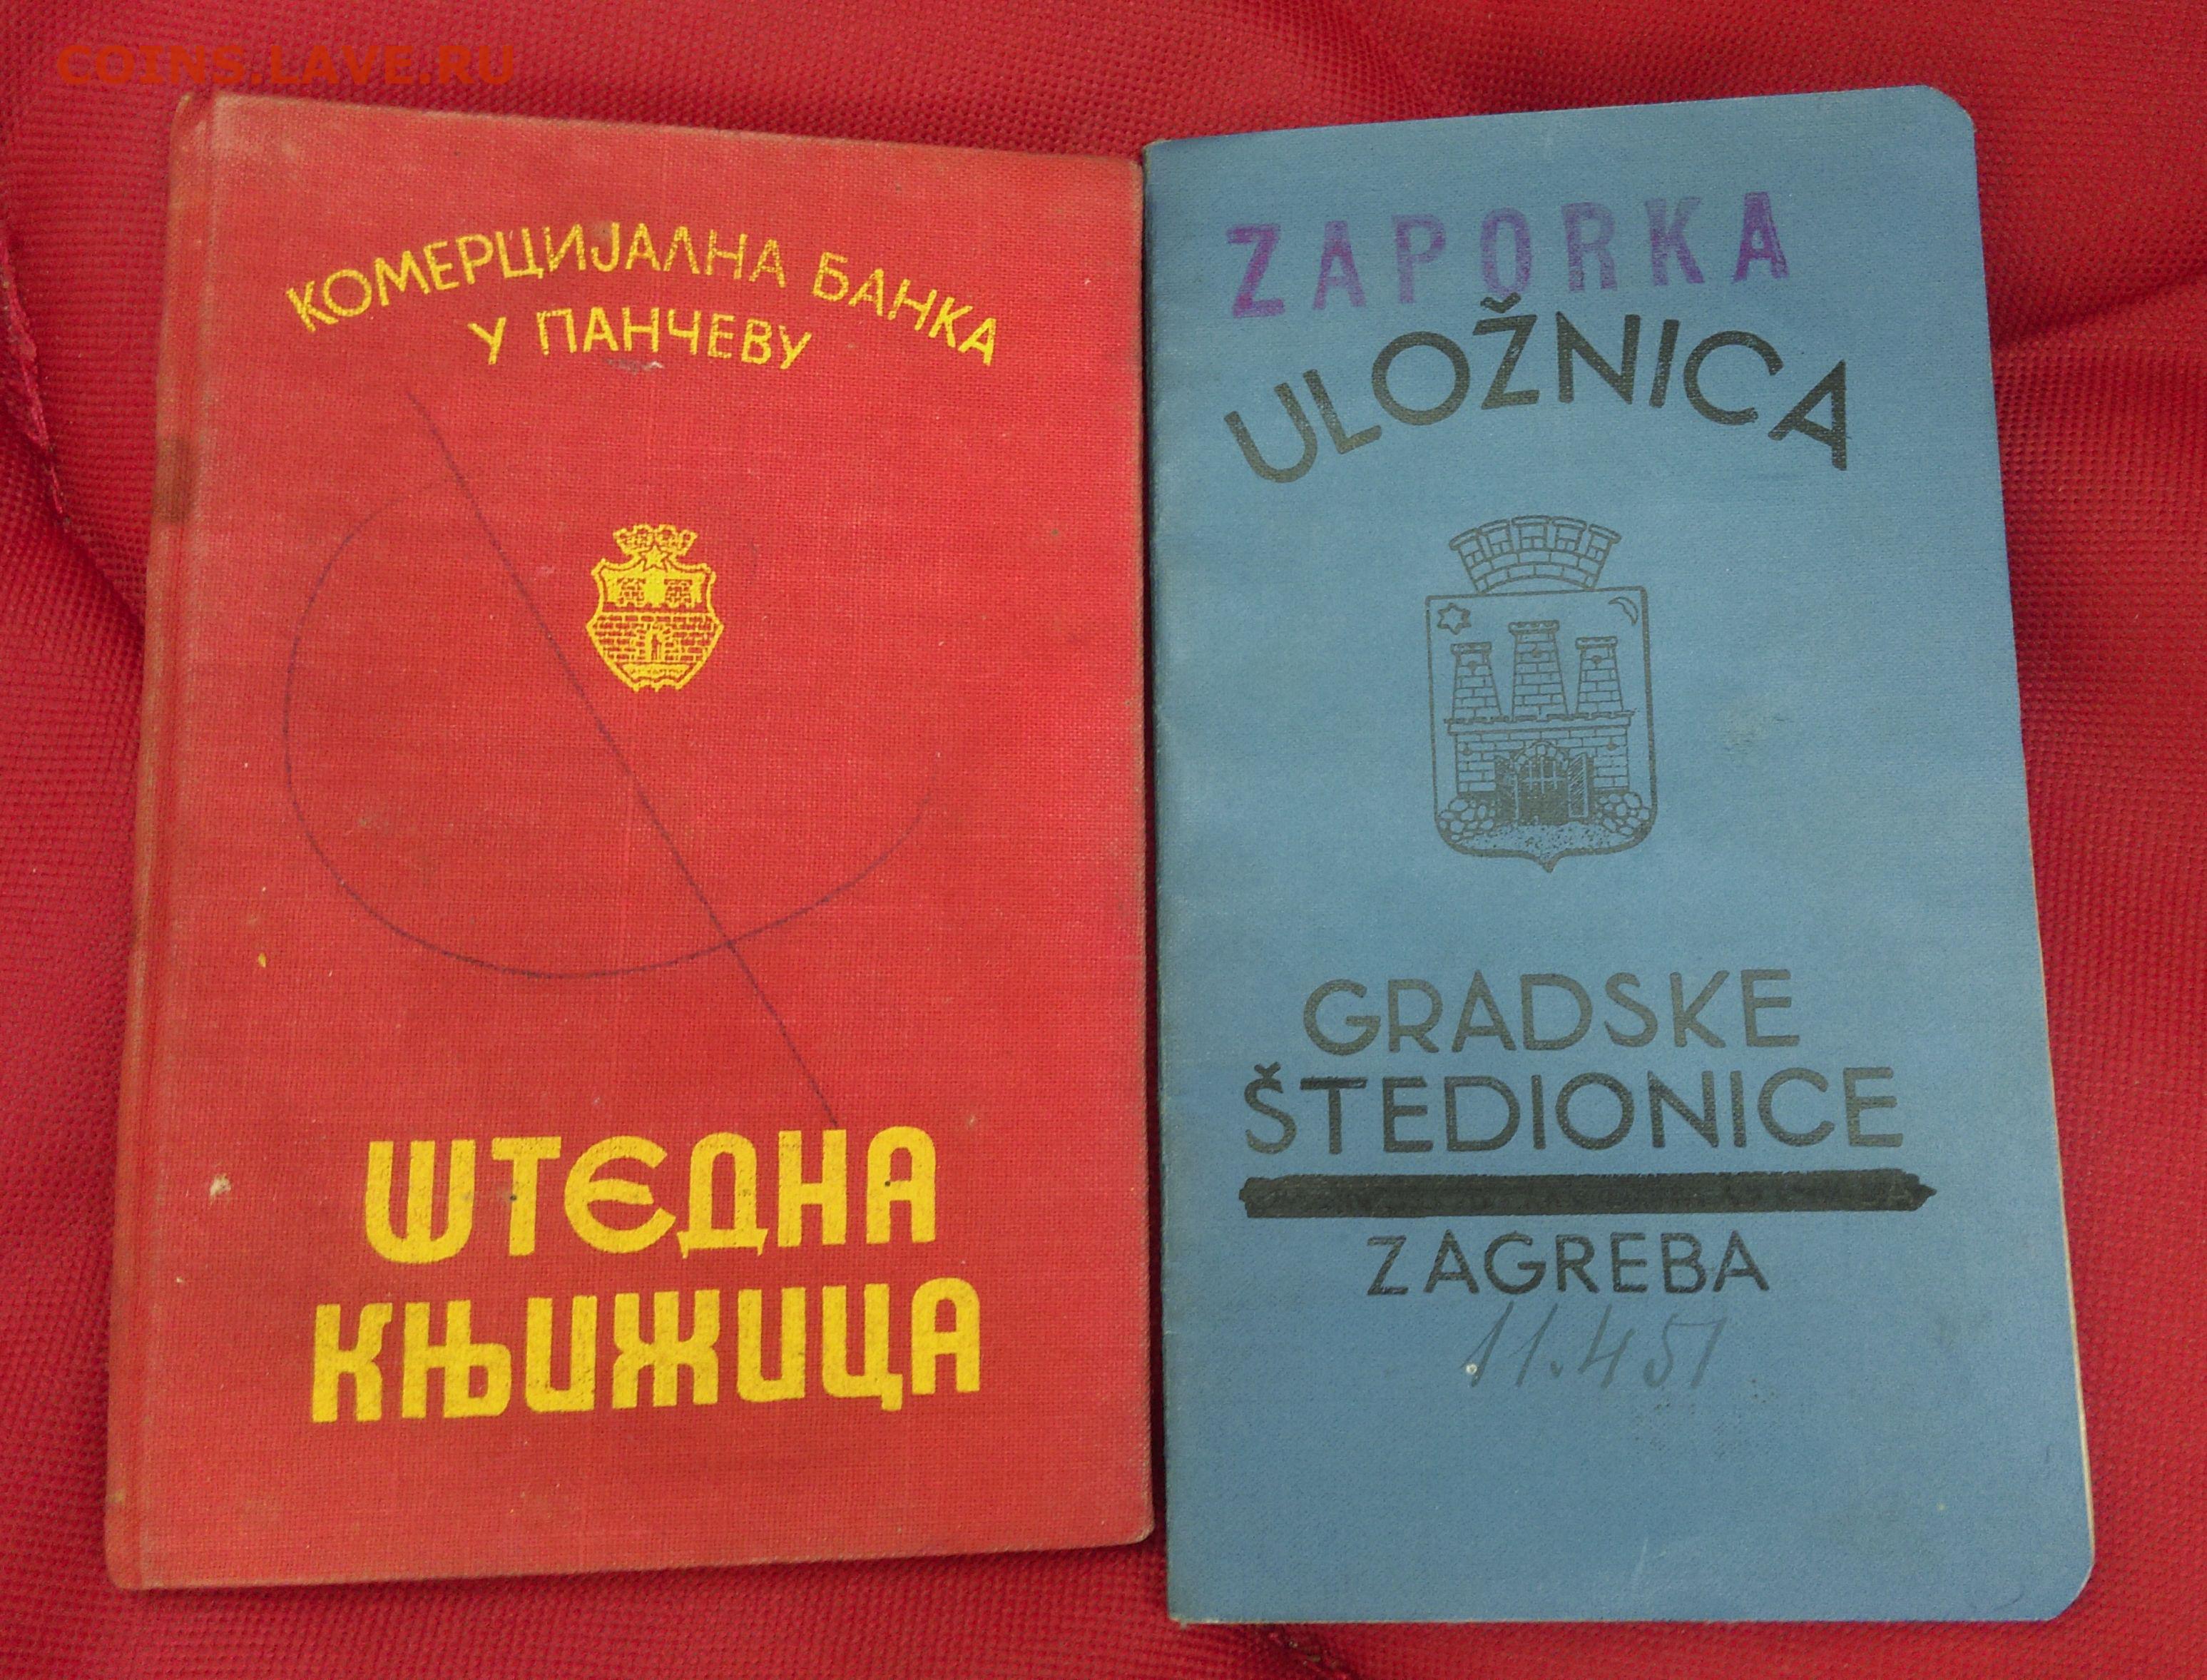 COINS.LAVE.RU
КОМЕРЦИЈАЛНА БАНКА
У ПАНЧЕВУ
ШТЕДНА
КЊИЖИЦА
ZAPORKA
ULOŽNICA
GRADSKE
ŠTEDIONICE
ZAGREBA
11.451